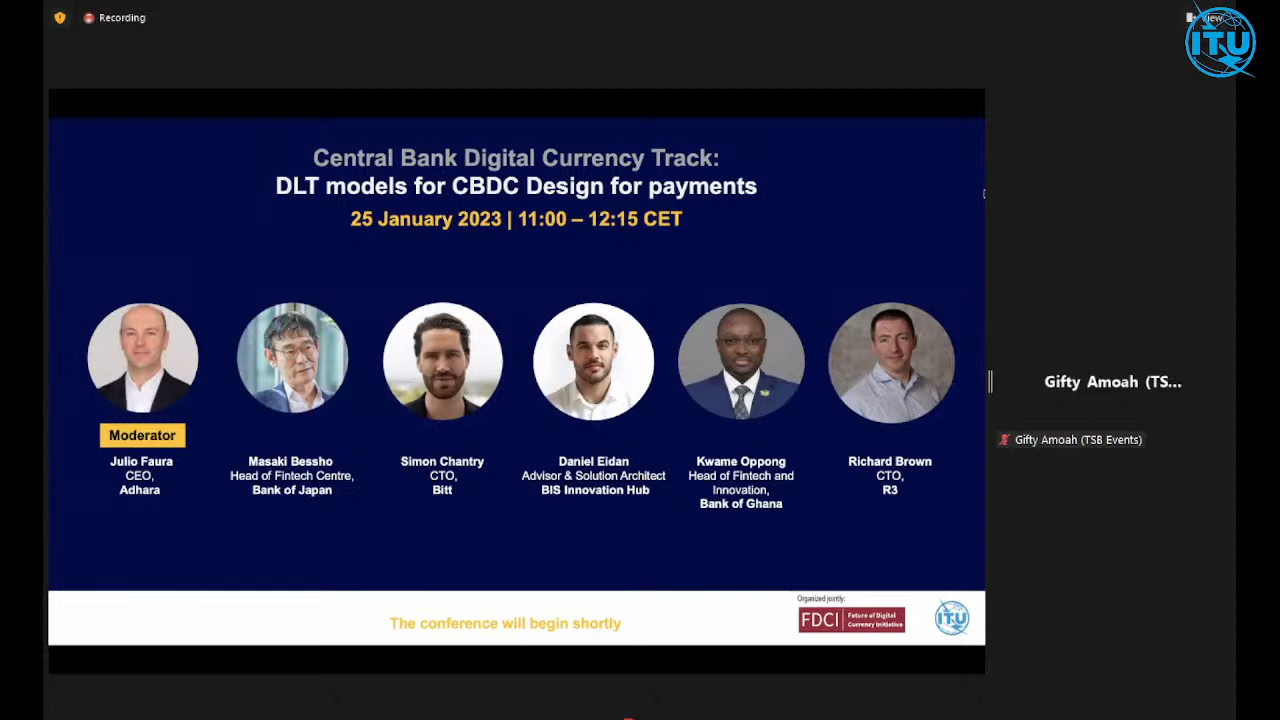 Recording
View
ITU
Central Bank Digital Currency Track:
DLT models for CBDC Design for payments
25 January 2023 | 11:00 – 12:15 CET
Moderator
Julio Faura
CEO,
Adhara
Masaki Bessho
Head of Fintech Centre,
Bank of Japan
Simon Chantry
CTO,
Bitt
Daniel Eidan
Advisor & Solution Architect
BIS Innovation Hub
Kwame Oppong
Head of Fintech and
Innovation,
Bank of Ghana
Richard Brown
CTO,
R3
Gifty Amoah (TS...
Gifty Amoah (TSB Events)
The conference will begin shortly
Organized jointly:
FDCI
Future of Digital
Currency Initiative
ITU